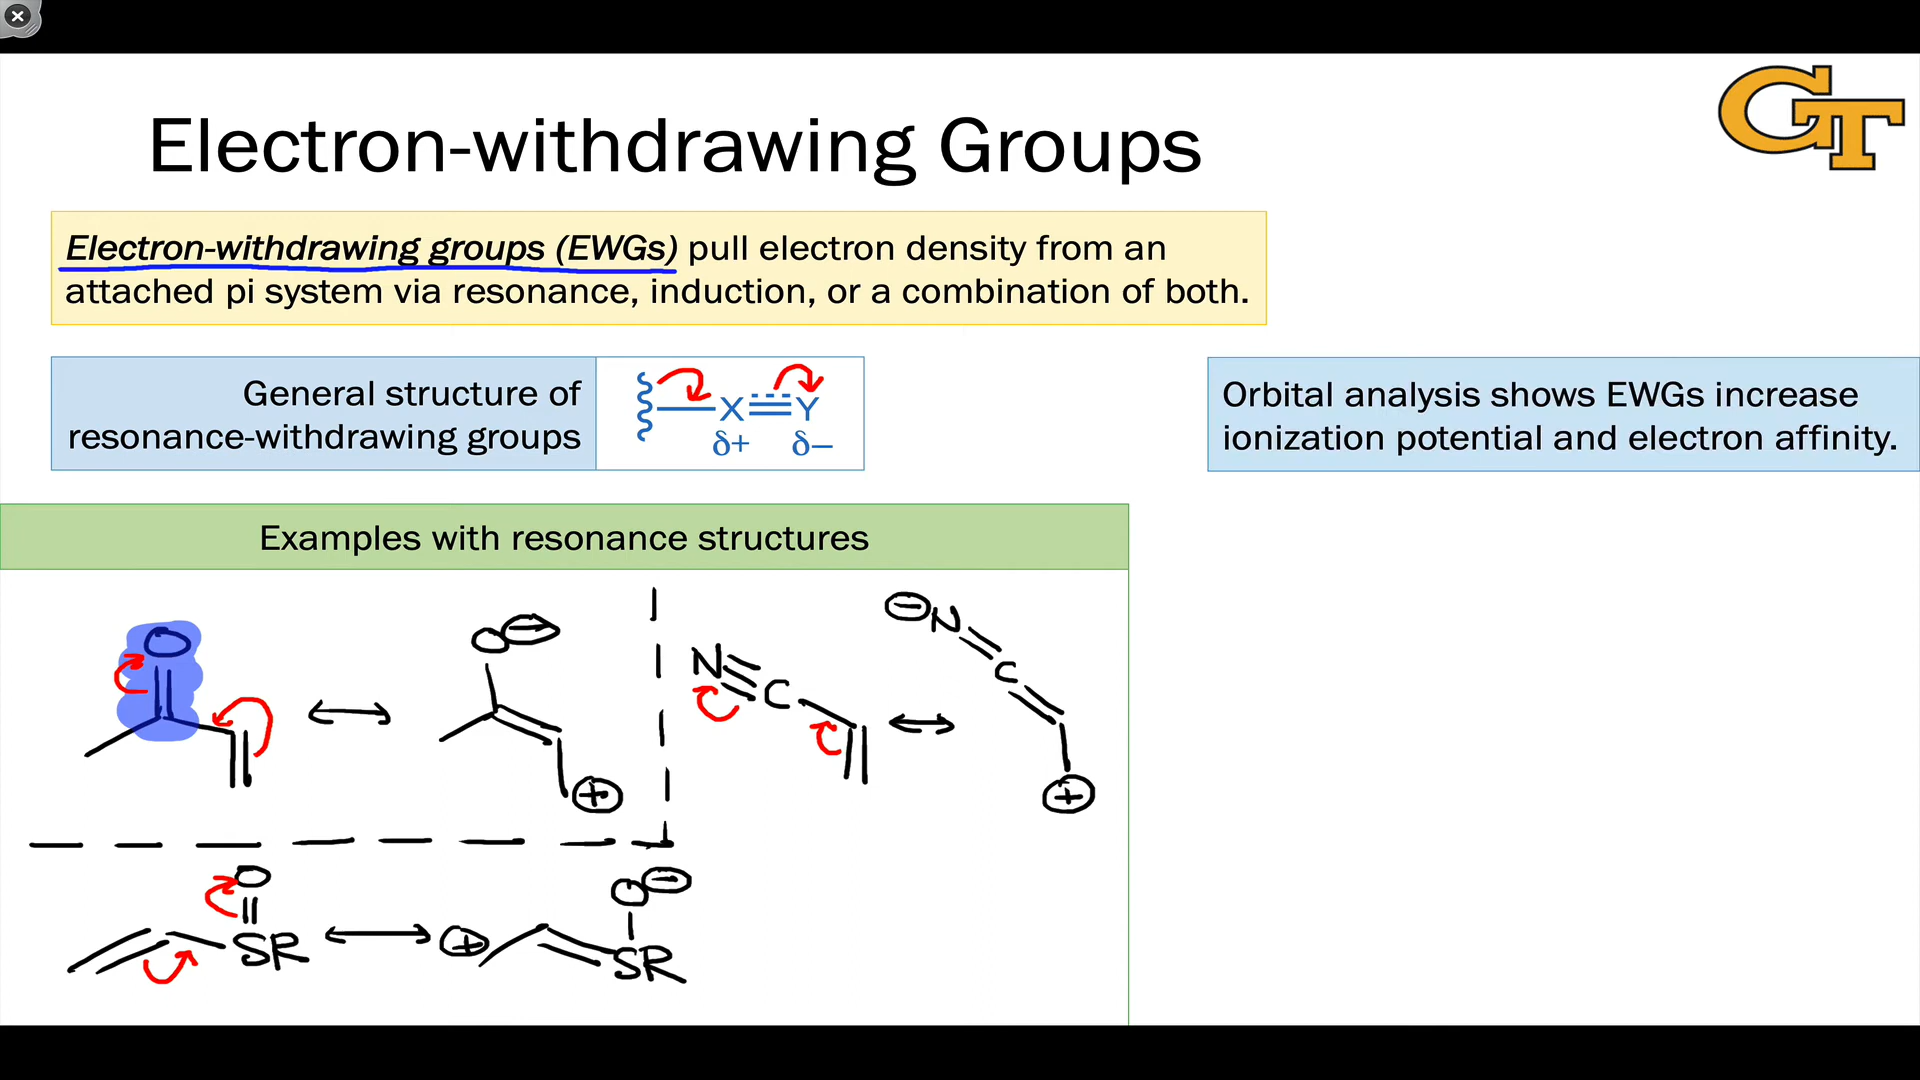 GT
Electron-withdrawing Groups
Electron-withdrawing groups (EWGs) pull electron density from an
attached pi system via resonance, induction, or a combination of both.
General structure of
resonance-withdrawing groups
X Y
δ+ δ−
Orbital analysis shows EWGs increase
ionization potential and electron affinity.
Examples with resonance structures
O
O −
N≡C
− N=C
+
+
O
SR
O −
+ SR